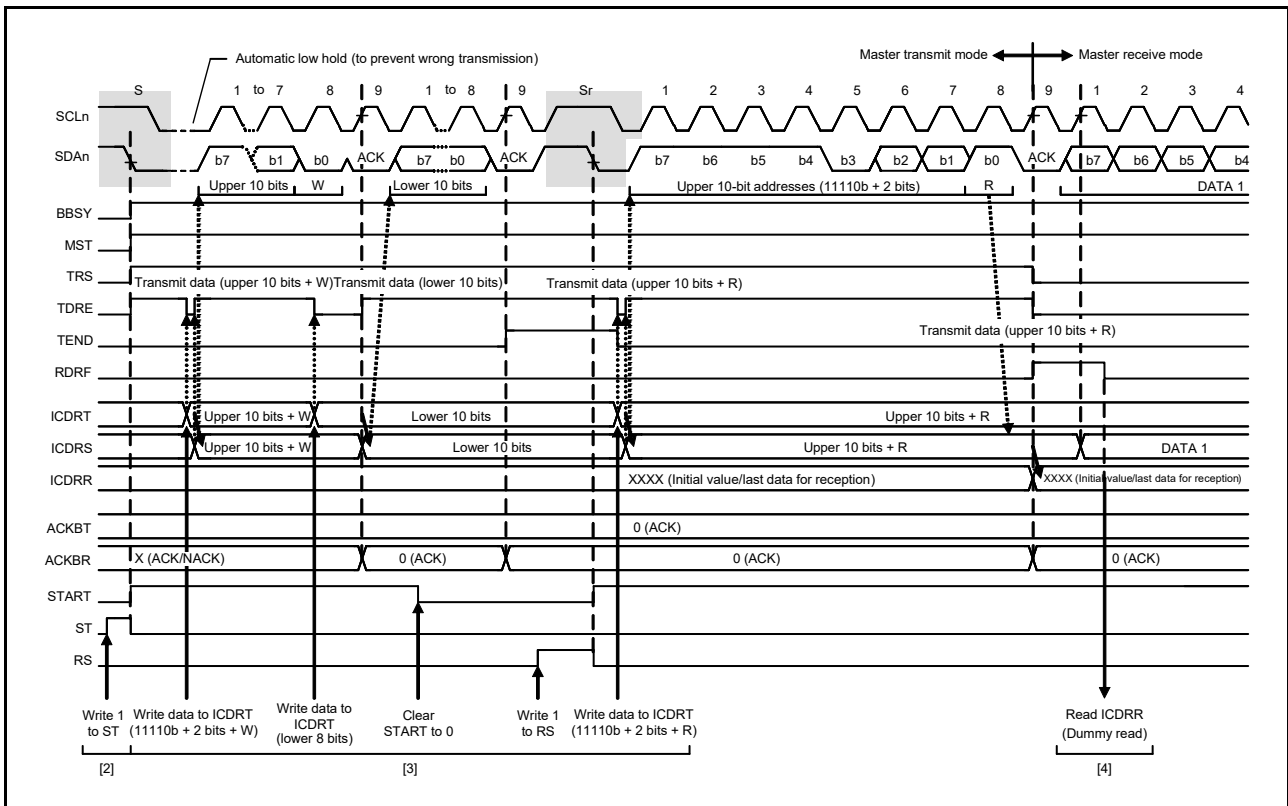 Automatic low hold (to prevent wrong transmission)
Master transmit mode
Master receive mode
S 1 to 7 8 9 1 to 8 9 Sr 1 2 3 4 5 6 7 8 9 1 2 3 4
SCLn
SDAn b7 b1 b0 ACK b7 b0 ACK b7 b6 b5 b4 b3 b2 b1 b0 ACK b7 b6 b5 b4
Upper 10 bits W Lower 10 bits Upper 10-bit addresses (11110b + 2 bits) R DATA 1
BBSY
MST
TRS
Transmit data (upper 10 bits + W) Transmit data (lower 10 bits) Transmit data (upper 10 bits + R)
TDRE
Transmit data (upper 10 bits + R)
TEND
RDRF
ICDRT Upper 10 bits + W Lower 10 bits Upper 10 bits + R
ICDRS Upper 10 bits + W Lower 10 bits Upper 10 bits + R DATA 1
ICDRR XXXX (Initial value/last data for reception) XXXX (Initial value/last data for reception)
ACKBT 0 (ACK)
ACKBR X (ACK/NACK) 0 (ACK) 0 (ACK) 0 (ACK)
START
ST
RS
Write 1
to ST
Write data to ICDRT
(11110b + 2 bits + W)
Write data to
ICDRT
(lower 8 bits)
Clear
START to 0
Write 1
to RS
Write data to ICDRT
(11110b + 2 bits + R)
Read ICDRR
(Dummy read)
[2] [3] [4]